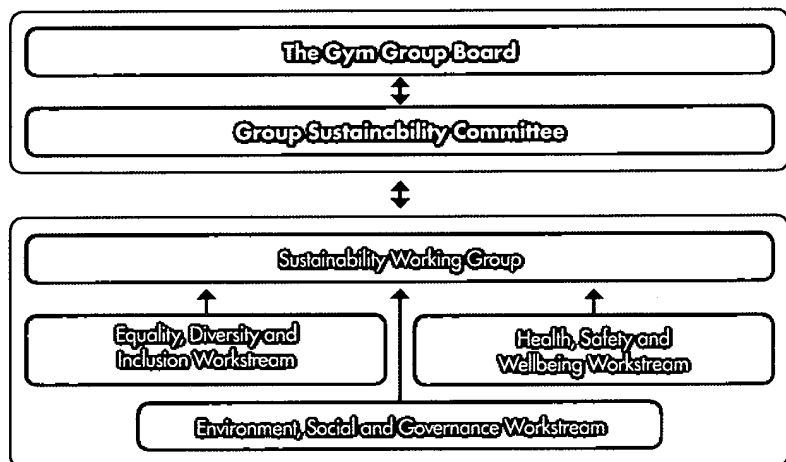 The Gym Group Board
Group Sustainability Committee
Sustainability Working Group
Equality, Diversity and
Inclusion Workstream
Health, Safety and
Wellbeing Workstream
Environment, Social and Governance Workstream